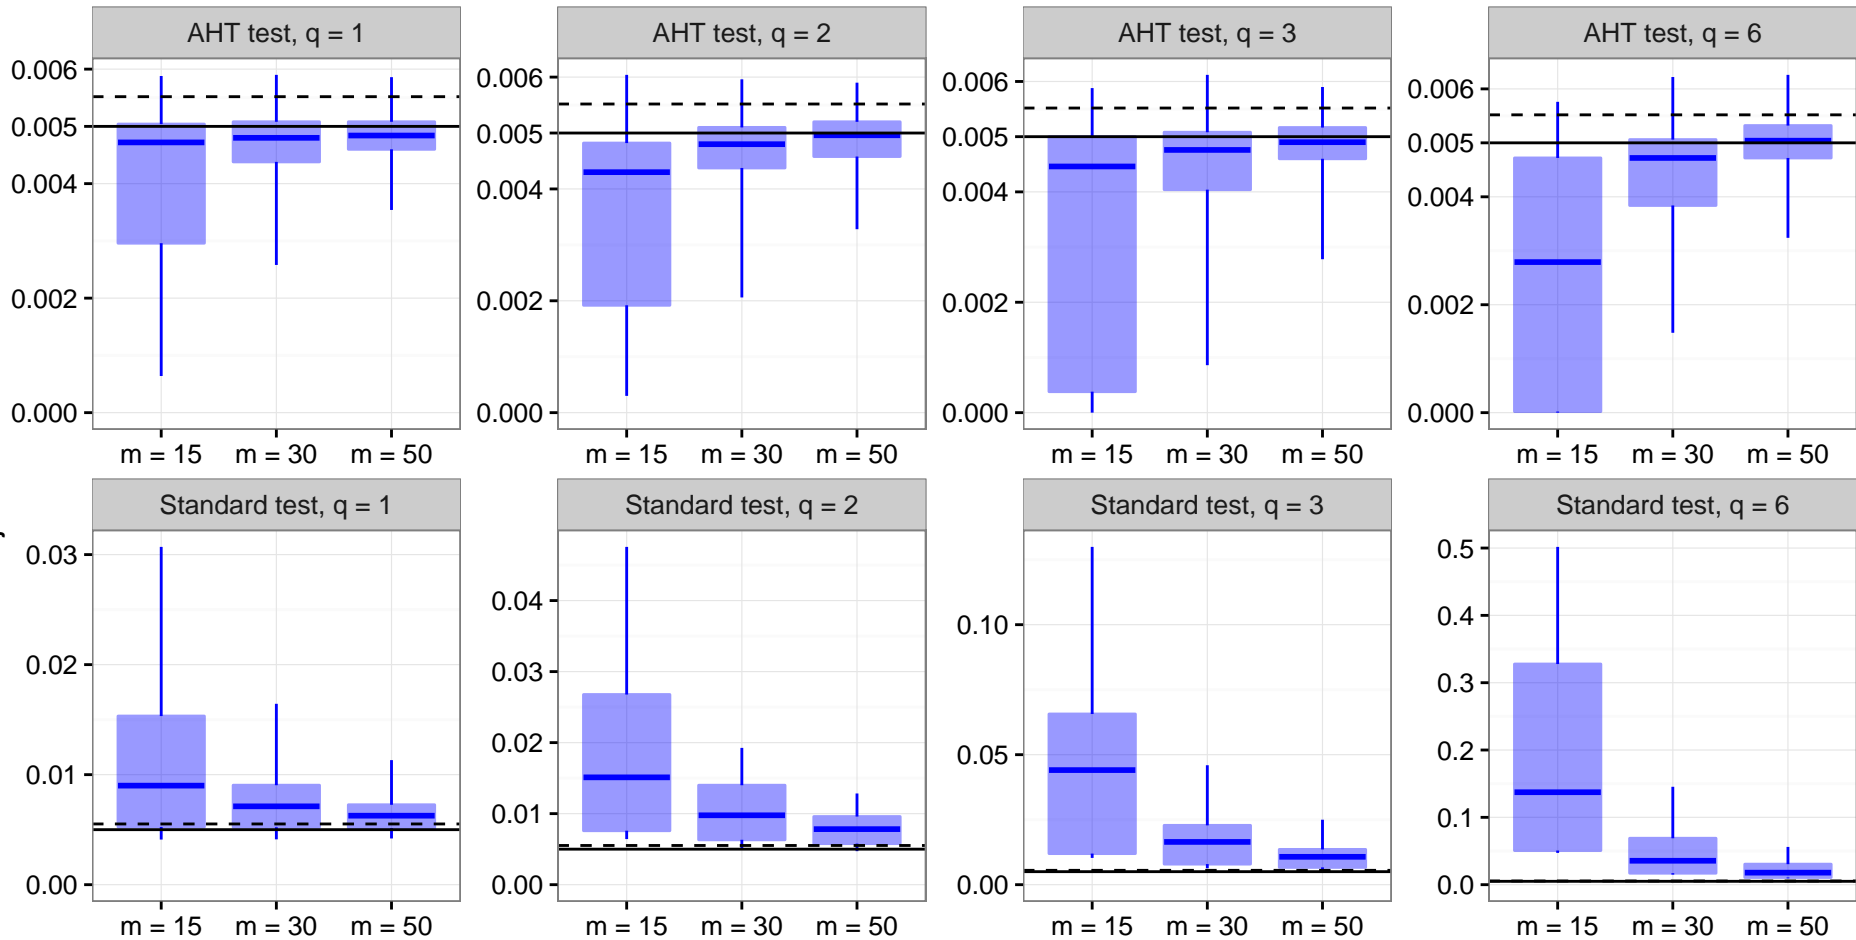 AHT test, q = 1
AHT test, q = 2
AHT test, q = 3
AHT test, q = 6
0.006
0.005
0.004
0.002
0.000
0.006
0.005
0.004
0.002
0.000
0.006
0.005
0.004
0.002
0.000
0.006
0.005
0.004
0.002
0.000
m = 15 m = 30 m = 50
m = 15 m = 30 m = 50
m = 15 m = 30 m = 50
m = 15 m = 30 m = 50
Standard test, q = 1
Standard test, q = 2
Standard test, q = 3
Standard test, q = 6
0.03
0.02
0.01
0.00
0.04
0.03
0.02
0.01
0.00
0.10
0.05
0.00
0.5
0.4
0.3
0.2
0.1
0.0
m = 15 m = 30 m = 50
m = 15 m = 30 m = 50
m = 15 m = 30 m = 50
m = 15 m = 30 m = 50